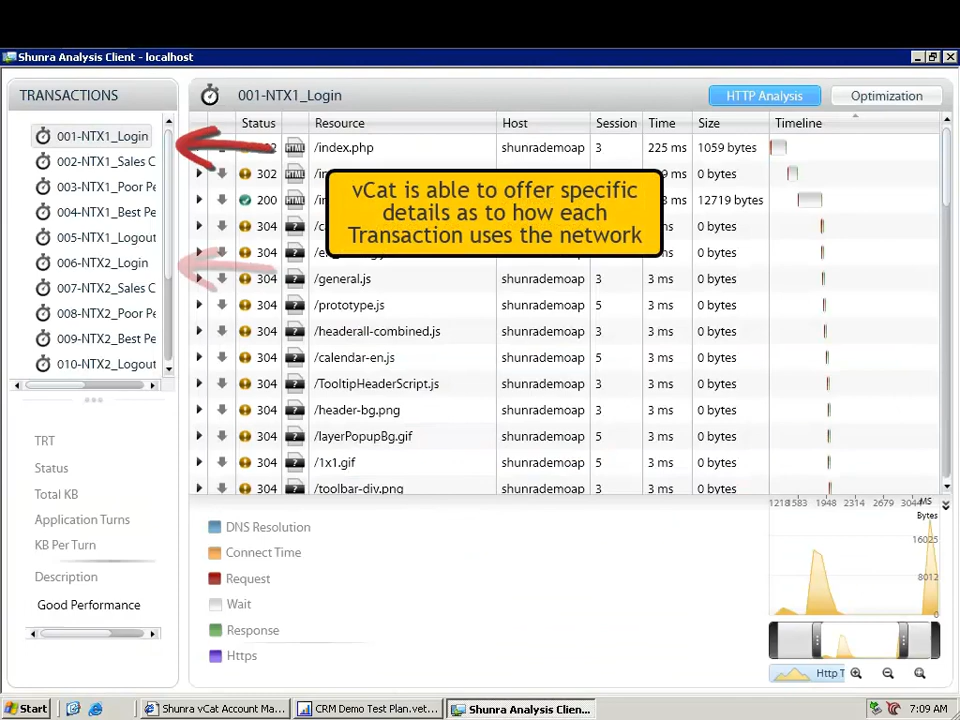 Shunra Analysis Client - localhost
TRANSACTIONS
001-NTX1_Login
002-NTX1_Sales C
003-NTX1_Poor Pe
004-NTX1_Best Pe
005-NTX1_Logout
006-NTX2_Login
007-NTX2_Sales C
008-NTX2_Poor Pe
009-NTX2_Best Pe
010-NTX2_Logout
TRT
Status
Total KB
Application Turns
KB Per Turn
Description
Good Performance
001-NTX1_Login
HTTP Analysis
Optimization
Status Resource Host Session Time Size Timeline
/index.php shunrademoap 3 225 ms 1059 bytes
302 0 bytes
200 12719 bytes
304
304
304 /general.js shunrademoap 3 3 ms 0 bytes
304 /prototype.js shunrademoap 5 3 ms 0 bytes
304 /headerall-combined.js shunrademoap 3 3 ms 0 bytes
304 /calendar-en.js shunrademoap 5 3 ms 0 bytes
304 /TooltipHeaderScript.js shunrademoap 3 3 ms 0 bytes
304 /header-bg.png shunrademoap 3 3 ms 0 bytes
304 /layerPopupBg.gif shunrademoap 5 3 ms 0 bytes
304 /1x1.gif shunrademoap 5 3 ms 0 bytes
304 /toolbar-div.png shunrademoap 3 3 ms 0 bytes
vCat is able to offer specific
details as to how each
Transaction uses the network
DNS Resolution
Connect Time
Request
Wait
Response
Https
1948 2314 2679 MS
Bytes
16025
8012
0
Http T
Start
Shunra vCat Account Ma...
CRM Demo Test Plan.vet...
Shunra Analysis Clien...
7:09 AM